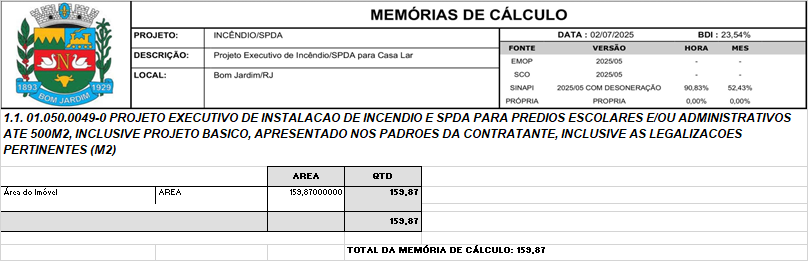 MEMÓRIAS DE CÁLCULO
PROJETO: INCÊNDIO/SPDA
DATA : 02/07/2025 BDI : 23,54%
DESCRIÇÃO: Projeto Executivo de Incêndio/SPDA para Casa Lar
LOCAL: Bom Jardim/RJ
FONTE VERSÃO HORA MES
EMOP 2025/05 - -
SCO 2025/05 - -
SINAPI 2025/05 COM DESONERAÇÃO 90,83% 52,43%
PRÓPRIA PROPRIA 0,00% 0,00%
1893 BOM JARDIM 1929
1.1. 01.050.0049-0 PROJETO EXECUTIVO DE INSTALACAO DE INCENDIO E SPDA PARA PREDIOS ESCOLARES E/OU ADMINISTRATIVOS
ATE 500M2, INCLUSIVE PROJETO BASICO, APRESENTADO NOS PADROES DA CONTRATANTE, INCLUSIVE AS LEGALIZACOES
PERTINENTES (M2)
AREA QTD
Área do Imóvel AREA 159,87000000 159,87
159,87
TOTAL DA MEMÓRIA DE CÁLCULO: 159,87